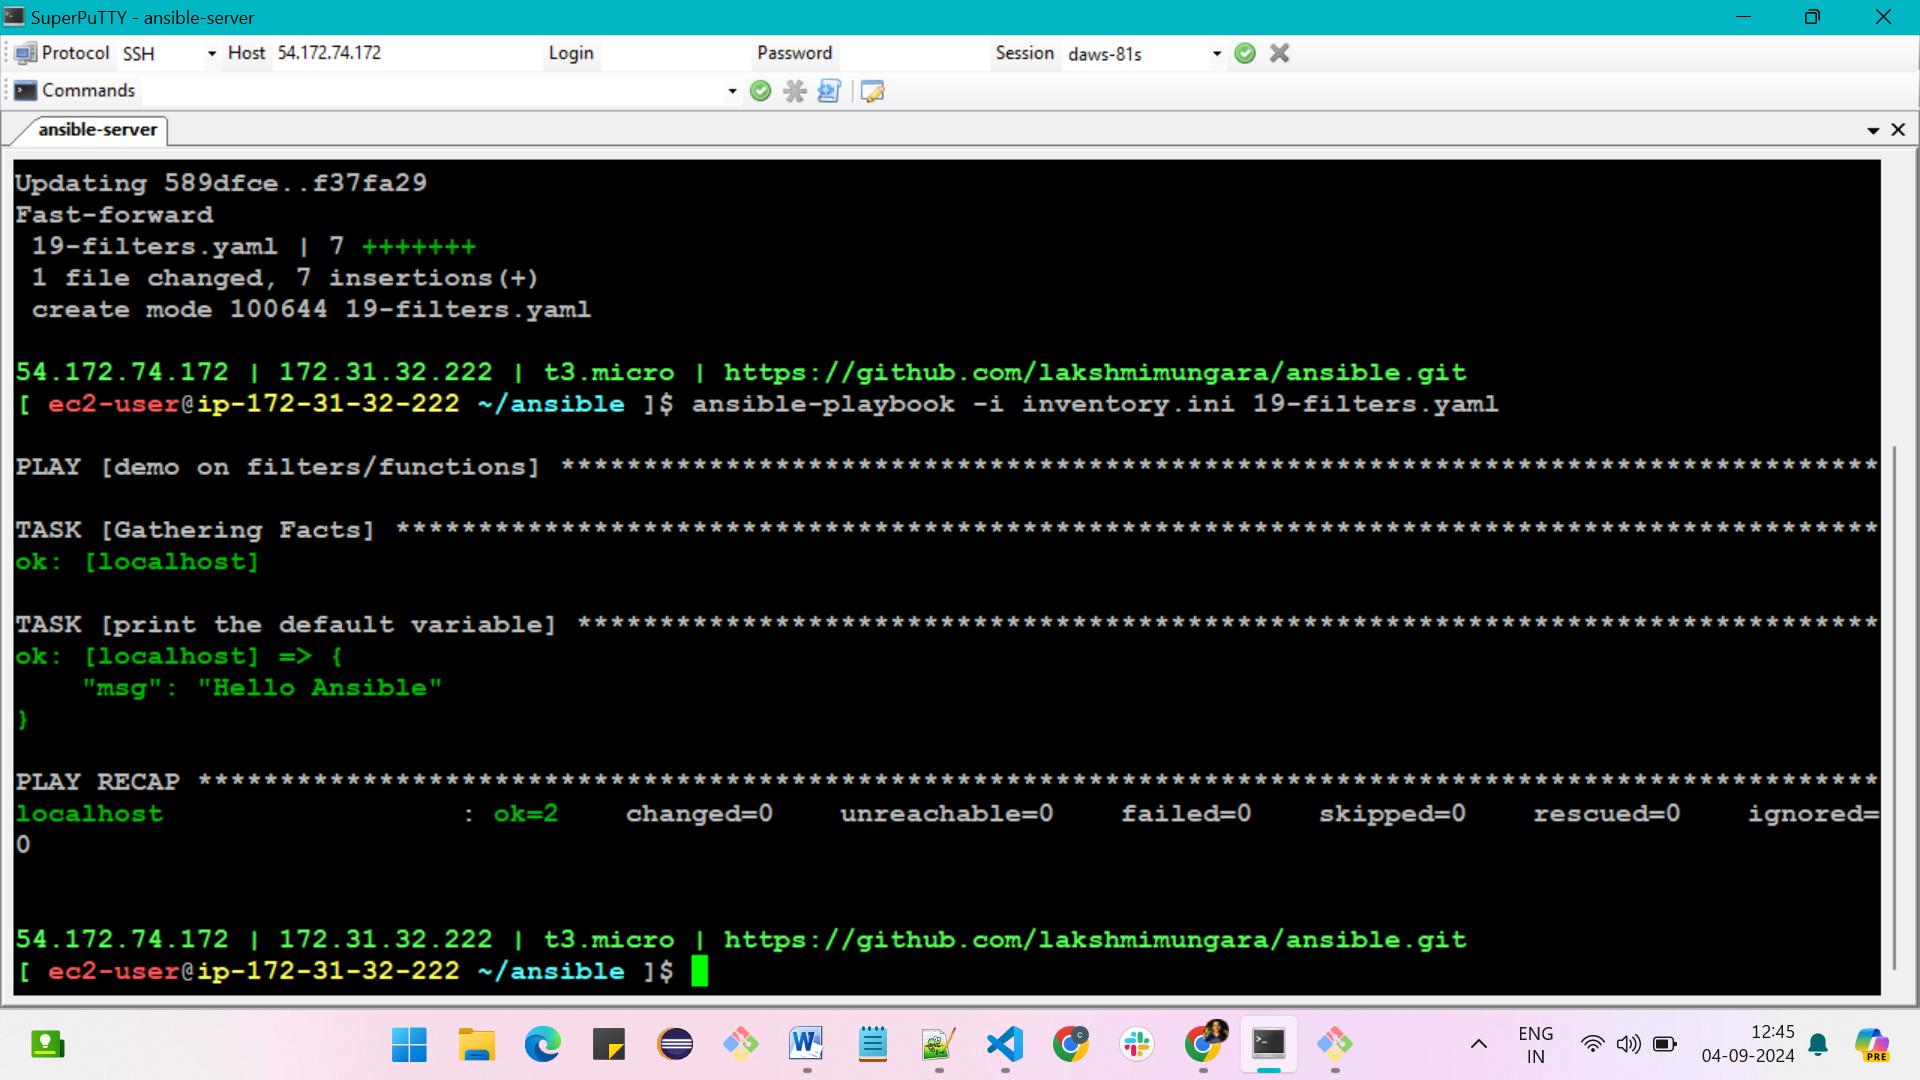 SuperPuTTY - ansible-server
Protocol SSH Host 54.172.74.172 Login Password Session daws-81s
Commands
ansible-server
Updating 589dfce..f37fa29
Fast-forward
19-filters.yaml | 7 +++++++
1 file changed, 7 insertions(+)
create mode 100644 19-filters.yaml
54.172.74.172 | 172.31.32.222 | t3.micro | https://github.com/lakshmimungara/ansible.git
[ ec2-user@ip-172-31-32-222 ~/ansible ]$ ansible-playbook -i inventory.ini 19-filters.yaml
PLAY [demo on filters/functions] ********************************************************************************
TASK [Gathering Facts] ******************************************************************************************
ok: [localhost]
TASK [print the default variable] *******************************************************************************
ok: [localhost] => {
"msg": "Hello Ansible"
}
PLAY RECAP ******************************************************************************************************
localhost : ok=2 changed=0 unreachable=0 failed=0 skipped=0 rescued=0 ignored=
0
54.172.74.172 | 172.31.32.222 | t3.micro | https://github.com/lakshmimungara/ansible.git
[ ec2-user@ip-172-31-32-222 ~/ansible ]$
ENG
IN
12:45
04-09-2024
PRE